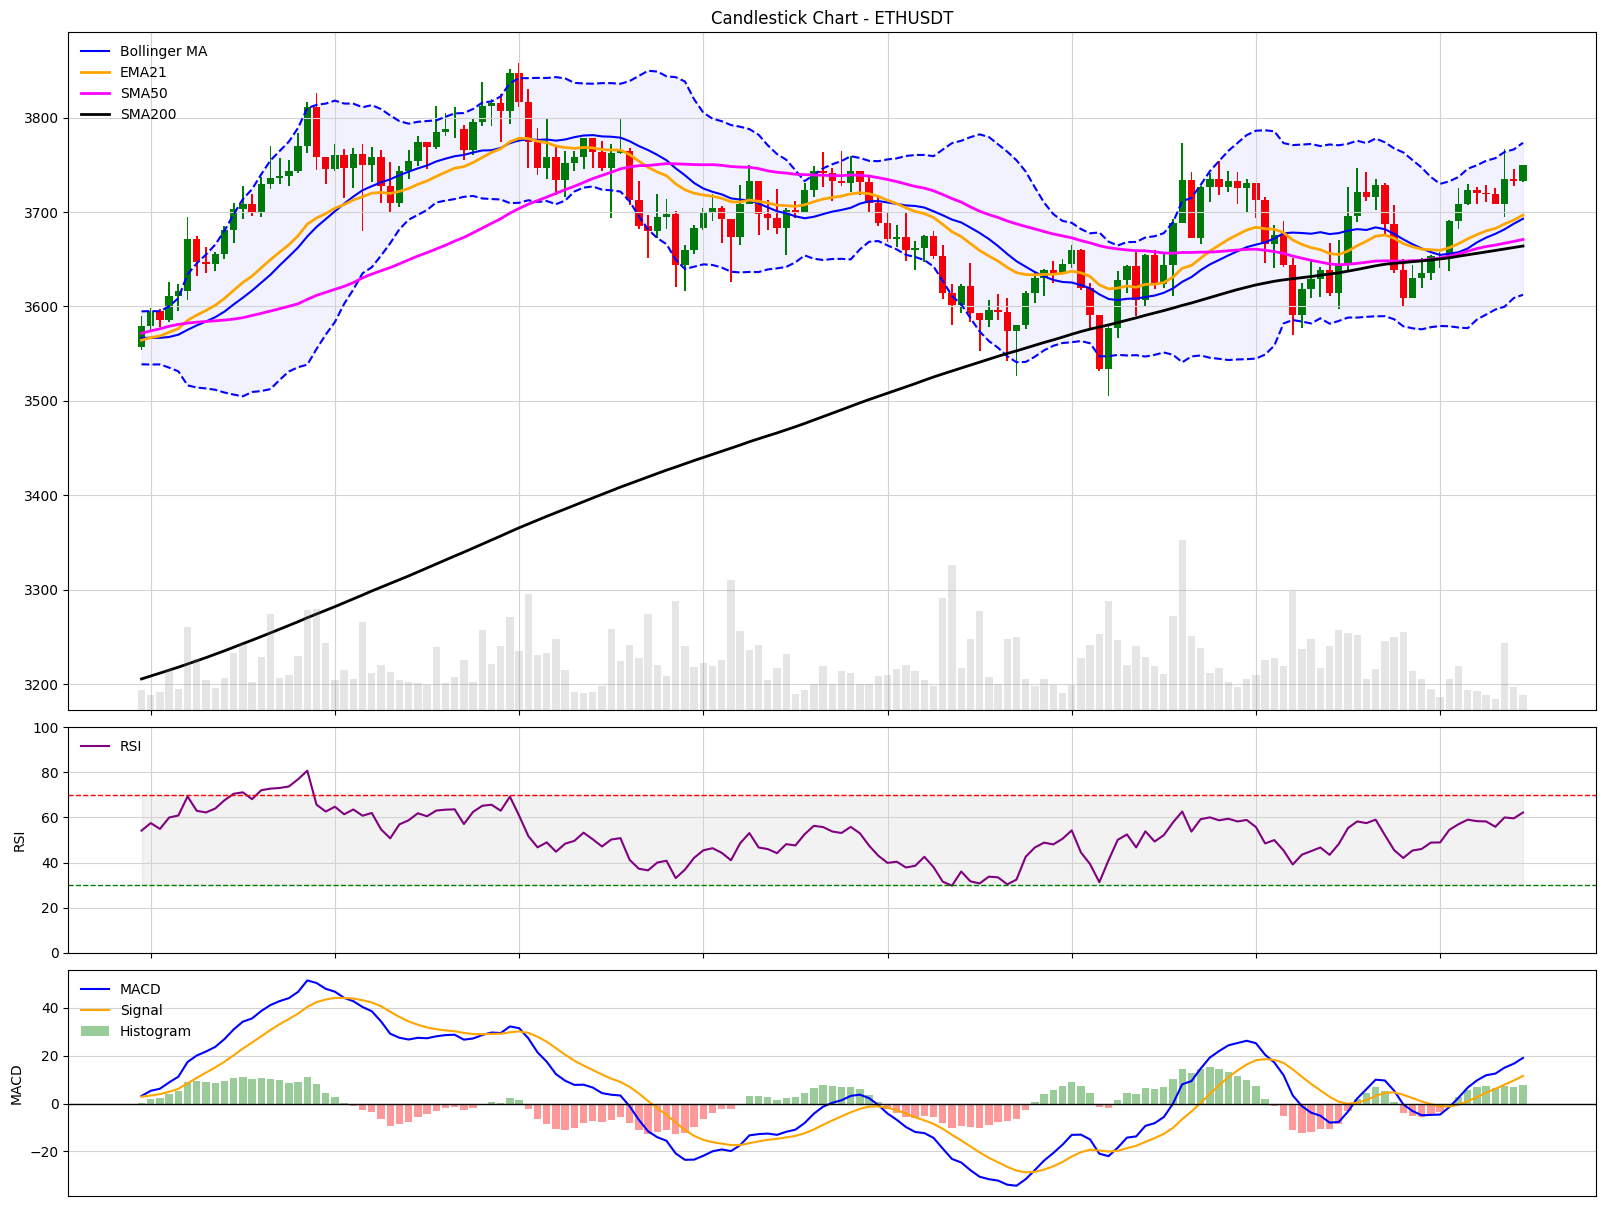 Candlestick Chart - ETHUSDT
Bollinger MA
EMA21
SMA50
SMA200
3800
3700
3600
3500
3400
3300
3200
RSI
100
80
60
40
20
0
RSI
MACD
Signal
Histogram
40
20
0
−20
MACD